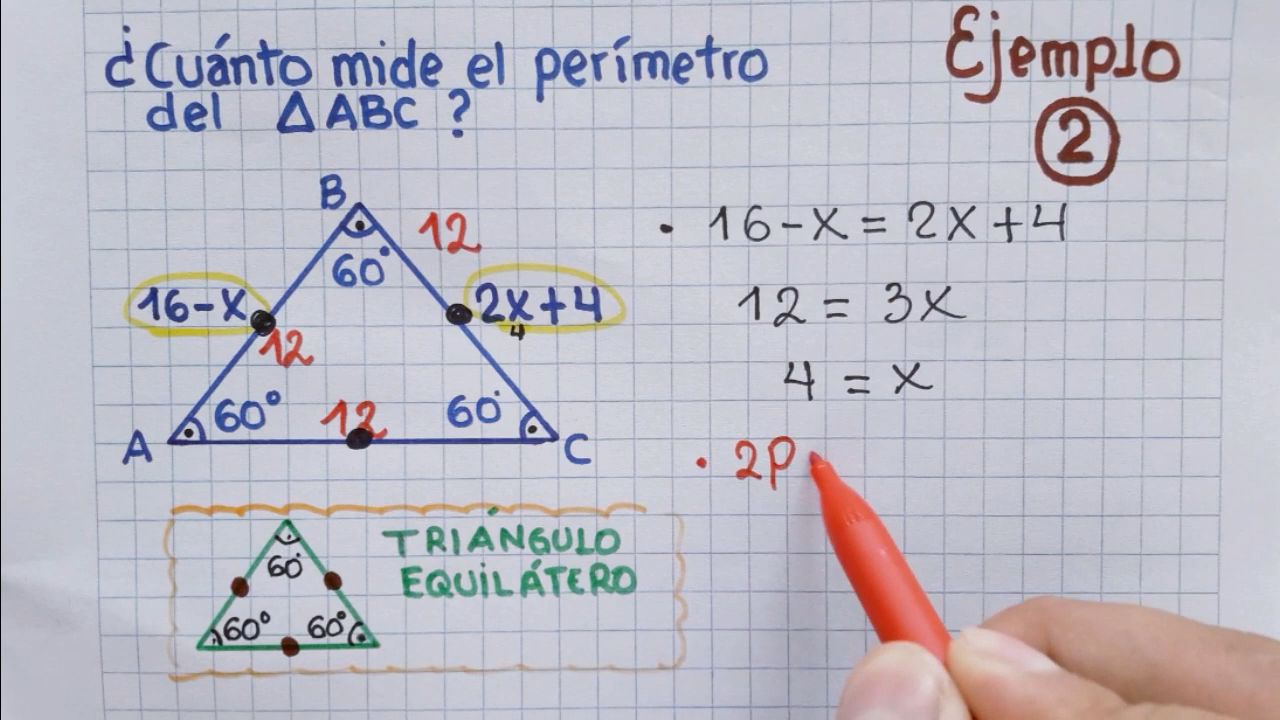 ¿Cuánto mide el perímetro
del △ABC?
Ejemplo
2
B
12
60°
16-x
2x+4
4
12
60°
12
60°
A
C
• 16-x = 2x+4
12 = 3x
4 = x
• 2P
TRIÁNGULO
EQUILÁTERO
60°
60°
60°